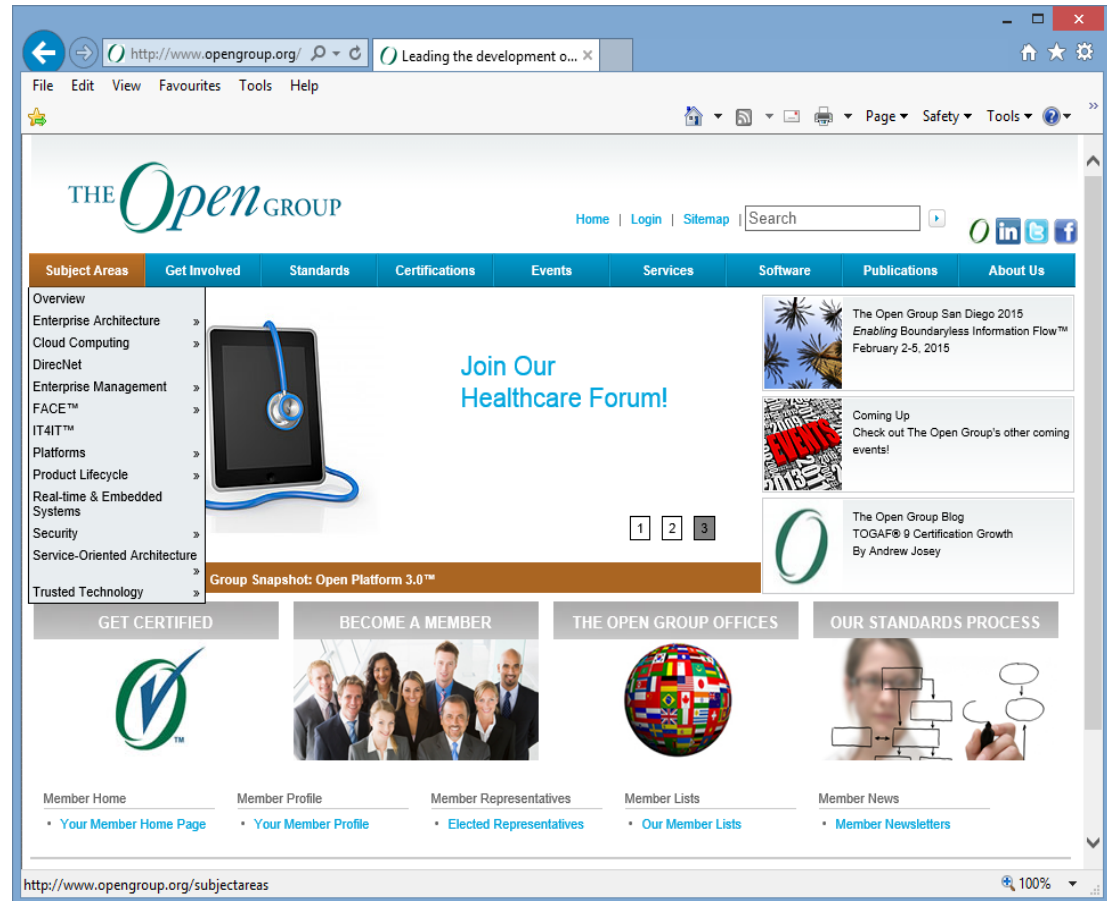 http://www.opengroup.org/
Leading the development o...
File Edit View Favourites Tools Help
Page Safety Tools
THE Open GROUP
Home | Login | Sitemap | Search
Subject Areas Get Involved Standards Certifications Events Services Software Publications About Us
Overview
Enterprise Architecture »
Cloud Computing »
DirecNet
Enterprise Management »
FACE™ »
IT4IT™
Platforms »
Product Lifecycle »
Real-time & Embedded
Systems
Security »
Service-Oriented Architecture
»
Trusted Technology »
Join Our
Healthcare Forum!
1 2 3
Group Snapshot: Open Platform 3.0™
The Open Group San Diego 2015
Enabling Boundaryless Information Flow™
February 2-5, 2015
EVENTS
Coming Up
Check out The Open Group's other coming
events!
The Open Group Blog
TOGAF® 9 Certification Growth
By Andrew Josey
GET CERTIFIED BECOME A MEMBER THE OPEN GROUP OFFICES OUR STANDARDS PROCESS
TM
Member Home Member Profile Member Representatives Member Lists Member News
• Your Member Home Page • Your Member Profile • Elected Representatives • Our Member Lists • Member Newsletters
http://www.opengroup.org/subjectareas
100%